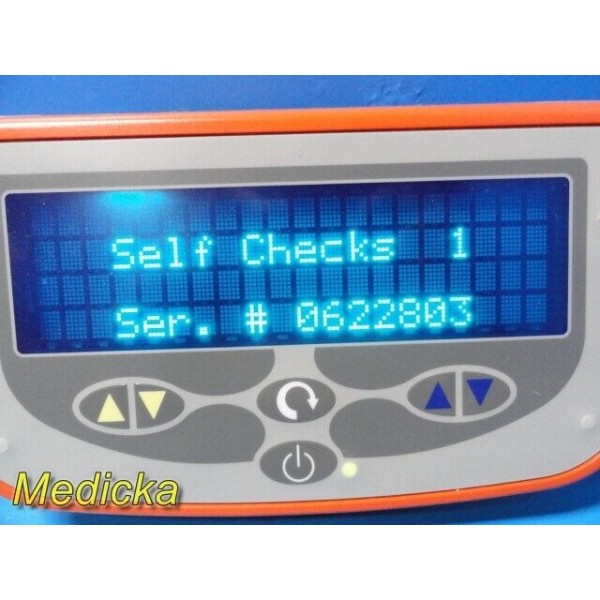 Self Checks 1
Ser. # 0622803
Medicka